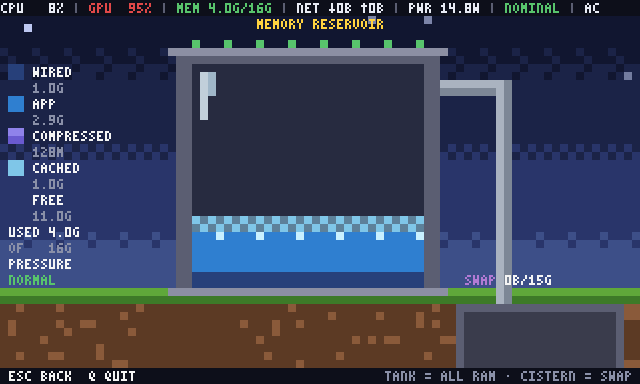 CPU 0% | GPU 95% | MEM 4.0G/16G | NET ↓0B ↑0B | PWR 14.8W | NOMINAL | AC
MEMORY RESERVOIR
WIRED
1.0G
APP
2.9G
COMPRESSED
128M
CACHED
1.0G
FREE
11.0G
USED 4.0G
OF 16G
PRESSURE
NORMAL
SWAP 0B/15G
ESC BACK Q QUIT
TANK = ALL RAM · CISTERN = SWAP